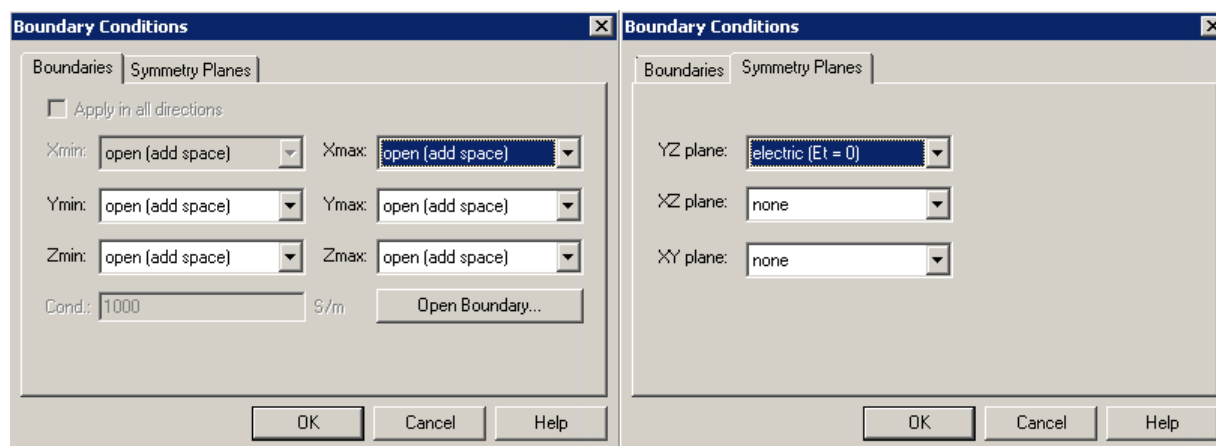 Boundary Conditions
Boundaries Symmetry Planes
Apply in all directions
Xmin: open (add space) Xmax: open (add space)
Ymin: open (add space) Ymax: open (add space)
Zmin: open (add space) Zmax: open (add space)
Cond.: 1000 S/m Open Boundary...
OK Cancel Help
Boundary Conditions
Boundaries Symmetry Planes
YZ plane: electric (Et = 0)
XZ plane: none
XY plane: none
OK Cancel Help